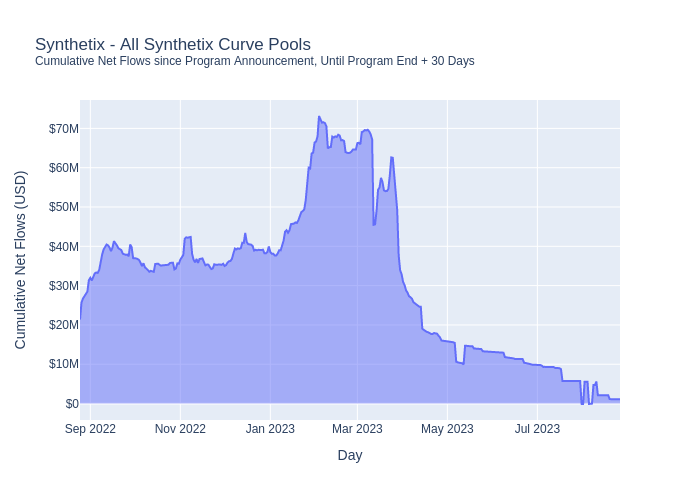 Synthetix - All Synthetix Curve Pools
Cumulative Net Flows since Program Announcement, Until Program End + 30 Days
$70M
$60M
$50M
$40M
$30M
$20M
$10M
$0
Cumulative Net Flows (USD)
Sep 2022 Nov 2022 Jan 2023 Mar 2023 May 2023 Jul 2023
Day